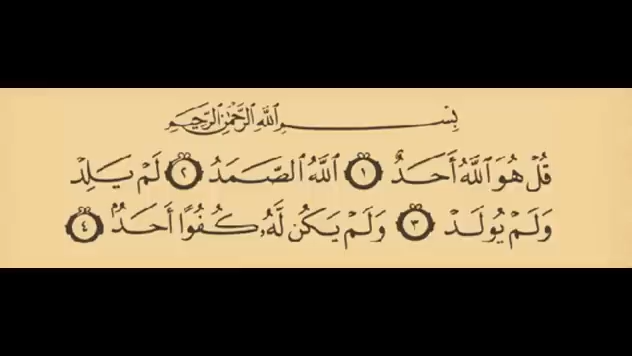 بِسْمِ ٱللَّهِ ٱلرَّحْمَٰنِ ٱلرَّحِيمِ
قُلْ هُوَ ٱللَّهُ أَحَدٌ ١ ٱللَّهُ ٱلصَّمَدُ ٢ لَمْ يَلِدْ
وَلَمْ يُولَدْ ٣ وَلَمْ يَكُن لَّهُۥ كُفُوًا أَحَدٌۢ ٤